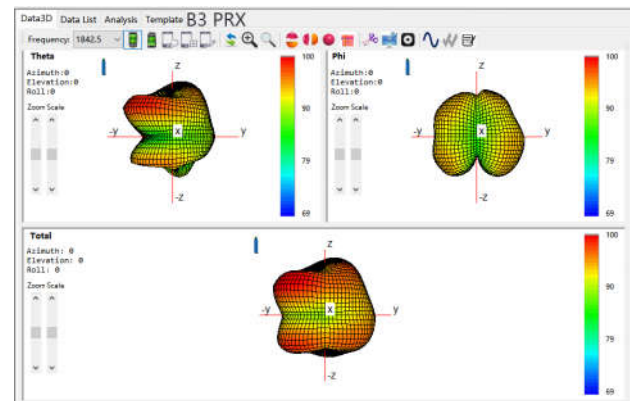 Data3D Data List Analysis Template B3 PRX
Frequency: 1842.5
Theta
Azimuth:0
Elevation:0
Roll:0
Zoom Scale
z
-y
x
y
-z
100
90
79
69
Phi
Azimuth:0
Elevation:0
Roll:0
Zoom Scale
z
-y
x
y
-z
100
90
79
69
Total
Azimuth: 0
Elevation: 0
Roll: 0
Zoom Scale
z
-y
x
y
-z
100
90
79
69